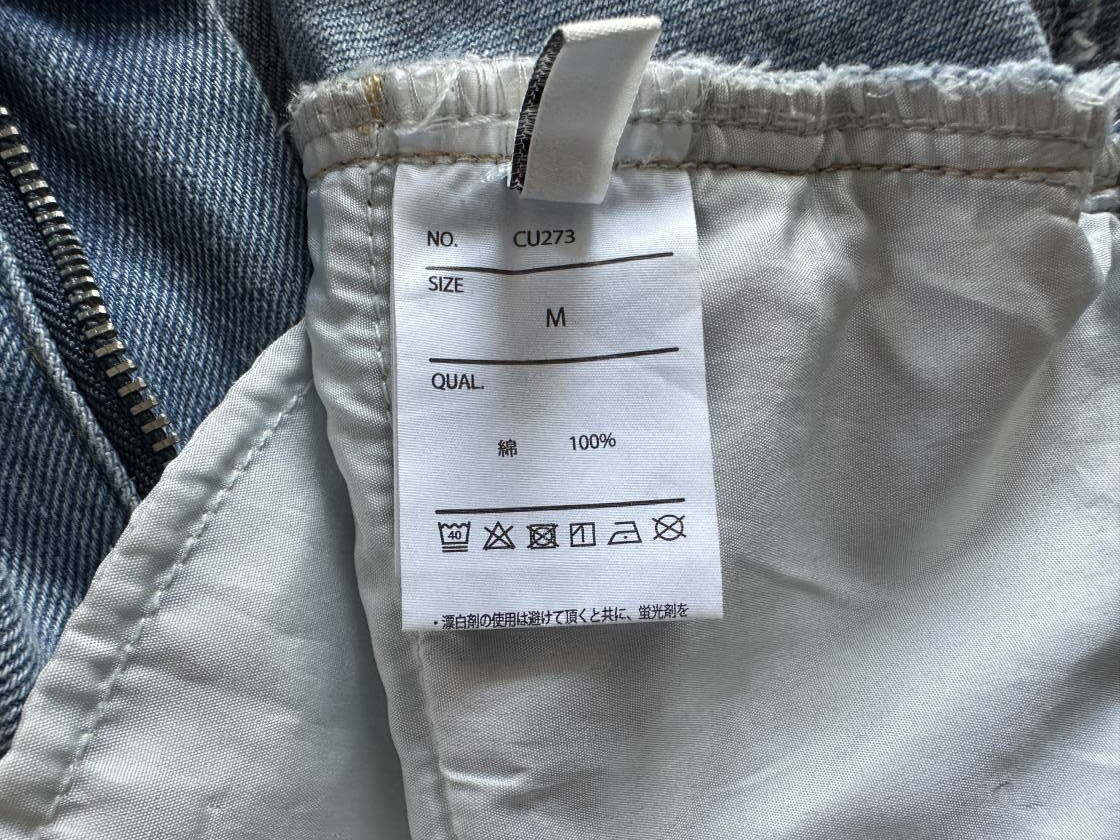 NO. CU273
SIZE
M
QUAL.
綿 100%
40
・漂白剤の使用は避けて頂くと共に、蛍光剤を